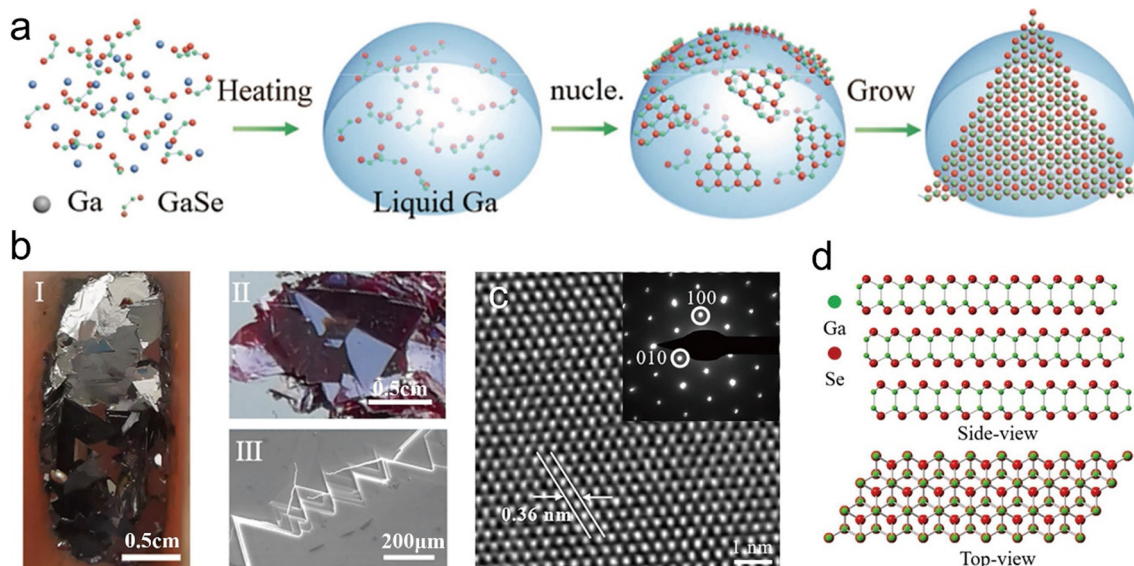 a
Heating
nucle.
Grow
Ga
GaSe
Liquid Ga
b
I
0.5cm
II
0.5cm
III
200μm
c
100
010
0.36 nm
1 nm
d
Ga
Se
Side-view
Top-view